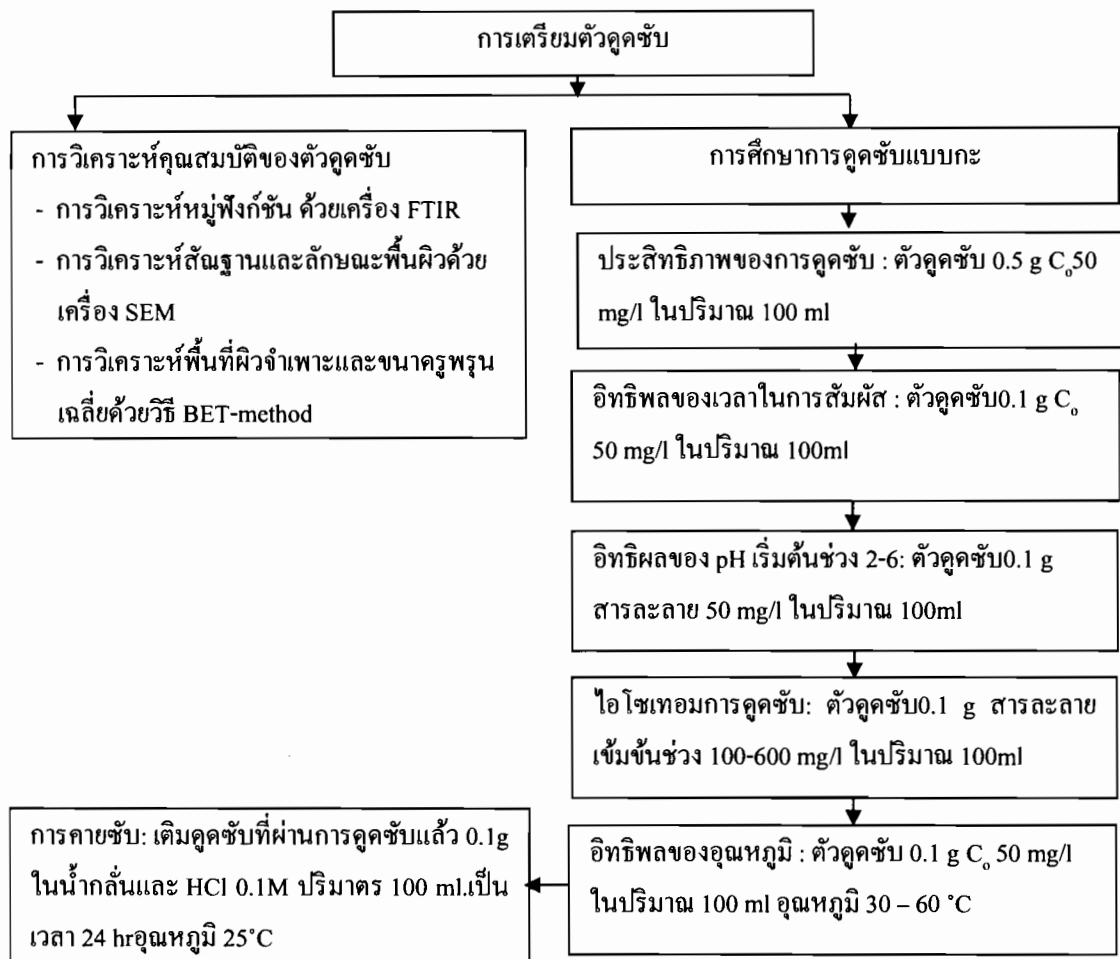 การเตรียมตัวดูดซับ
การวิเคราะห์คุณสมบัติของตัวดูดซับ
- การวิเคราะห์หมู่ฟังก์ชัน ด้วยเครื่อง FTIR
- การวิเคราะห์สัณฐานและลักษณะพื้นผิวด้วย
เครื่อง SEM
- การวิเคราะห์พื้นที่ผิวจำเพาะและขนาดรูพรุน
เฉลี่ยด้วยวิธี BET-method
การศึกษาการดูดซับแบบกะ
ประสิทธิภาพของการดูดซับ : ตัวดูดซับ 0.5 g C₀50
mg/l ในปริมาณ 100 ml
อิทธิพลของเวลาในการสัมผัส : ตัวดูดซับ0.1 g C₀
50 mg/l ในปริมาณ 100ml
อิทธิผลของ pH เริ่มต้นช่วง 2-6: ตัวดูดซับ0.1 g
สารละลาย 50 mg/l ในปริมาณ 100ml
ไอโซเทอมการดูดซับ: ตัวดูดซับ0.1 g สารละลาย
เข้มข้นช่วง 100-600 mg/l ในปริมาณ 100ml
อิทธิพลของอุณหภูมิ : ตัวดูดซับ 0.1 g C₀ 50 mg/l
ในปริมาณ 100 ml อุณหภูมิ 30 – 60 ˚C
การคายซับ: เติมดูดซับที่ผ่านการดูดซับแล้ว 0.1g
ในน้ำกลั่นและ HCl 0.1M ปริมาตร 100 ml.เป็น
เวลา 24 hrอุณหภูมิ 25˚C